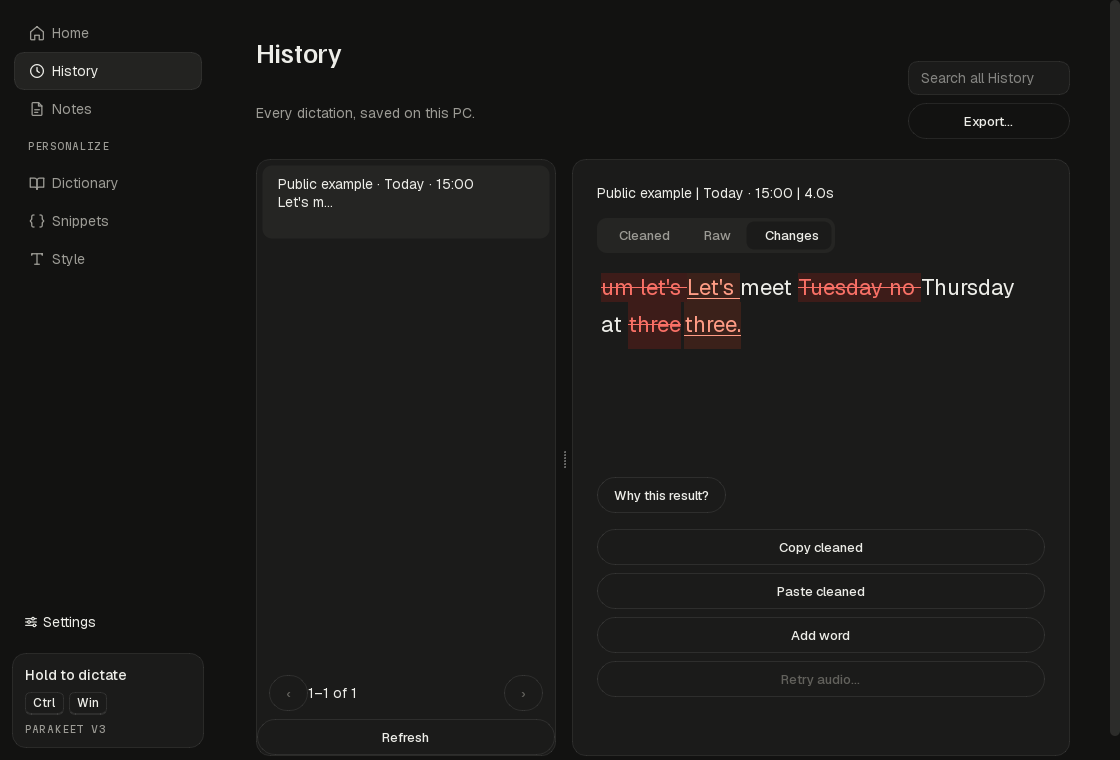 Home
History
Notes
PERSONALIZE
Dictionary
Snippets
Style
Settings
Hold to dictate
Ctrl Win
PARAKEET V3
History
Every dictation, saved on this PC.
Search all History
Export...
Public example · Today · 15:00
Let's m...
‹ 1–1 of 1 ›
Refresh
Public example | Today · 15:00 | 4.0s
Cleaned Raw Changes
um let's Let's meet Tuesday no Thursday
at three three.
Why this result?
Copy cleaned
Paste cleaned
Add word
Retry audio...